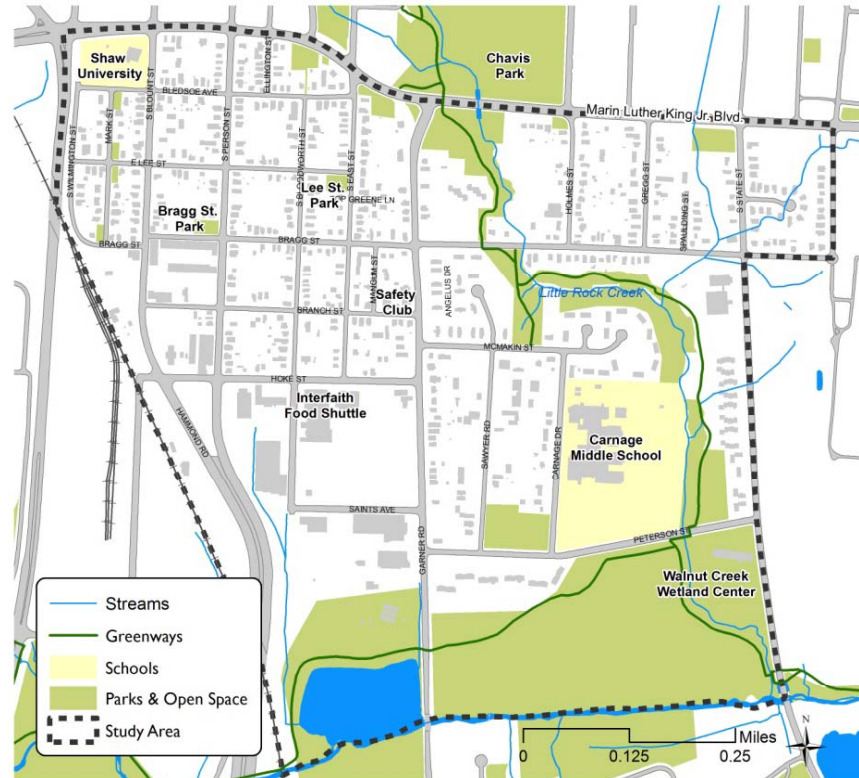 Shaw
University
Chavis
Park
Marin Luther King Jr. Blvd.
BLEDSOE AVE
ELLINGTON ST
S BLOUNT ST
S PERSON ST
MARK ST
S WILMINGTON ST
E LEE ST
S BLOODWORTH ST
S EAST ST
Lee St.
Park
P GREENE LN
HOLMES ST
GREGG ST
SPAULDING ST
S STATE ST
Bragg St.
Park
BRAGG ST
BRAGG ST
MANGUM ST
Safety
Club
ANGELUS DR
Little Rock Creek
BRANCH ST
MCMAKIN ST
HOKE ST
Interfaith
Food Shuttle
HAMMOND RD
SAWYER RD
CARNAGE DR
Carnage
Middle School
SAINTS AVE
GARNER RD
PETERSON ST
Walnut Creek
Wetland Center
Streams
Greenways
Schools
Parks & Open Space
Study Area
Miles
0 0.125 0.25
N